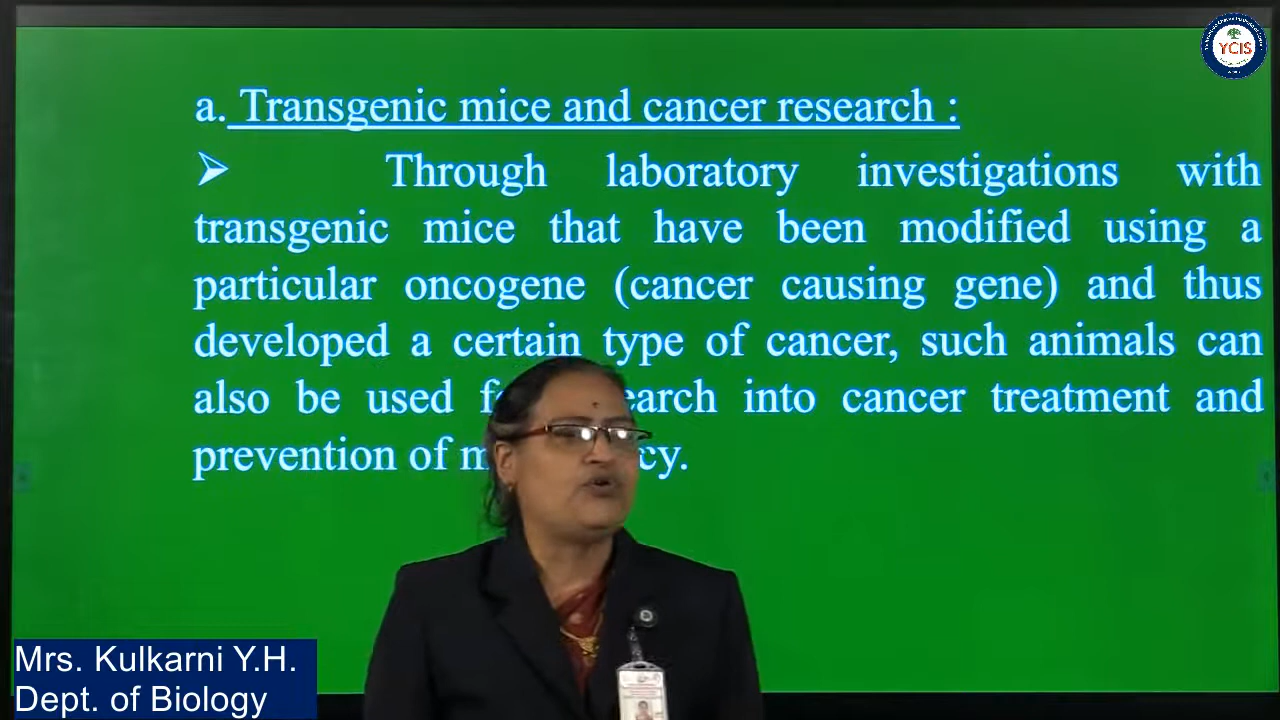 YCIS
a. Transgenic mice and cancer research :
➢ Through laboratory investigations with
transgenic mice that have been modified using a
particular oncogene (cancer causing gene) and thus
developed a certain type of cancer, such animals can
also be used f earch into cancer treatment and
prevention of m cy.
Mrs. Kulkarni Y.H.
Dept. of Biology